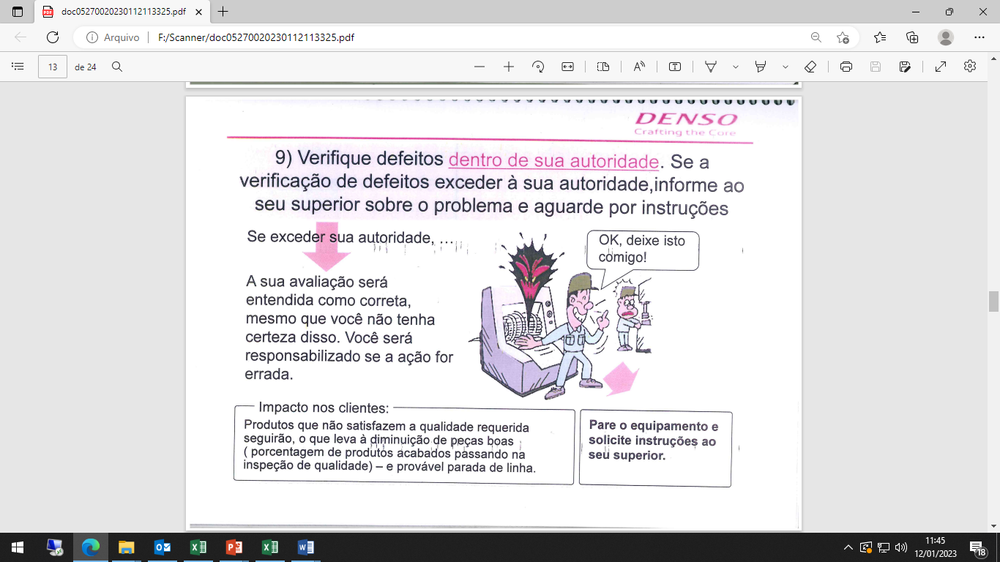 doc05270020230112113325.pdf
Arquivo
F:/Scanner/doc05270020230112113325.pdf
13
de 24
DENSO
Crafting the Core
9) Verifique defeitos dentro de sua autoridade. Se a
verificação de defeitos exceder à sua autoridade,informe ao
seu superior sobre o problema e aguarde por instruções
Se exceder sua autoridade, ...
OK, deixe isto
comigo!
A sua avaliação será
entendida como correta,
mesmo que você não tenha
certeza disso. Você será
responsabilizado se a ação for
errada.
Impacto nos clientes:
Produtos que não satisfazem a qualidade requerida
seguirão, o que leva à diminuição de peças boas
( porcentagem de produtos acabados passando na
inspeção de qualidade) – e provável parada de linha.
Pare o equipamento e
solicite instruções ao
seu superior.
11:45
12/01/2023
18